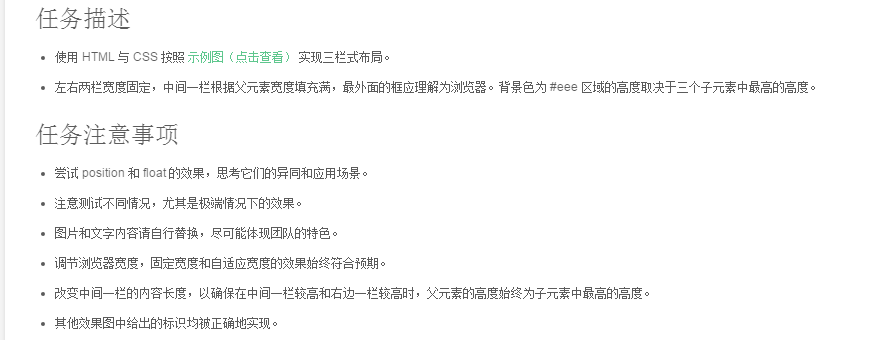 任务描述
使用 HTML 与 CSS 按照 示例图（点击查看） 实现三栏式布局。
左右两栏宽度固定，中间一栏根据父元素宽度填充满，最外面的框应理解为浏览器。背景色为 #eee 区域的高度取决于三个子元素中最高的高度。
任务注意事项
尝试 position 和 float 的效果，思考它们的异同和应用场景。
注意测试不同情况，尤其是极端情况下的效果。
图片和文字内容请自行替换，尽可能体现团队的特色。
调节浏览器宽度，固定宽度和自适应宽度的效果始终符合预期。
改变中间一栏的内容长度，以确保在中间一栏较高和右边一栏较高时，父元素的高度始终为子元素中最高的高度。
其他效果图中给出的标识均被正确地实现。